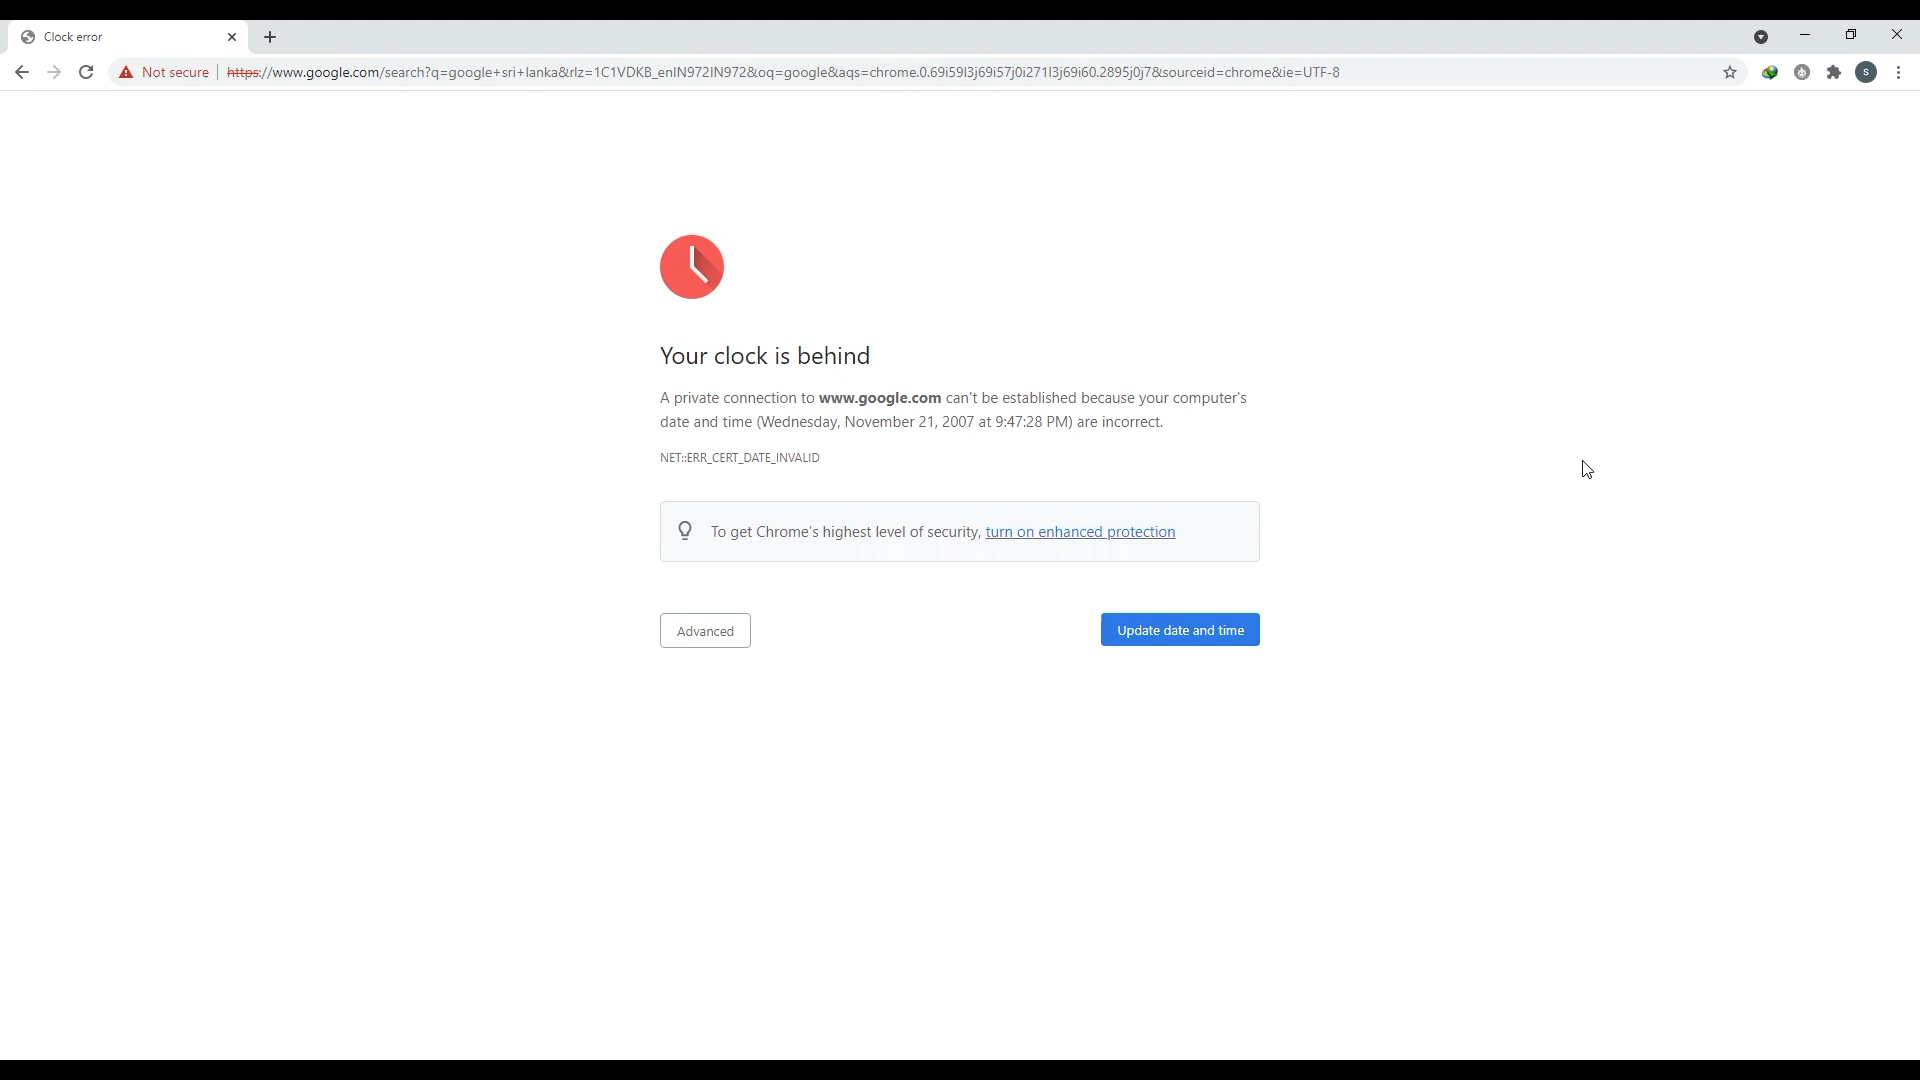 Clock error
Not secure
https://www.google.com/search?q=google+sri+lanka&rlz=1C1VDKB_enIN972IN972&oq=google&aqs=chrome.0.69i59l3j69i57j0i271l3j69i60.2895j0j7&sourceid=chrome&ie=UTF-8
S
Your clock is behind
A private connection to www.google.com can't be established because your computer's
date and time (Wednesday, November 21, 2007 at 9:47:28 PM) are incorrect.
NET::ERR_CERT_DATE_INVALID
To get Chrome's highest level of security, turn on enhanced protection
Advanced
Update date and time